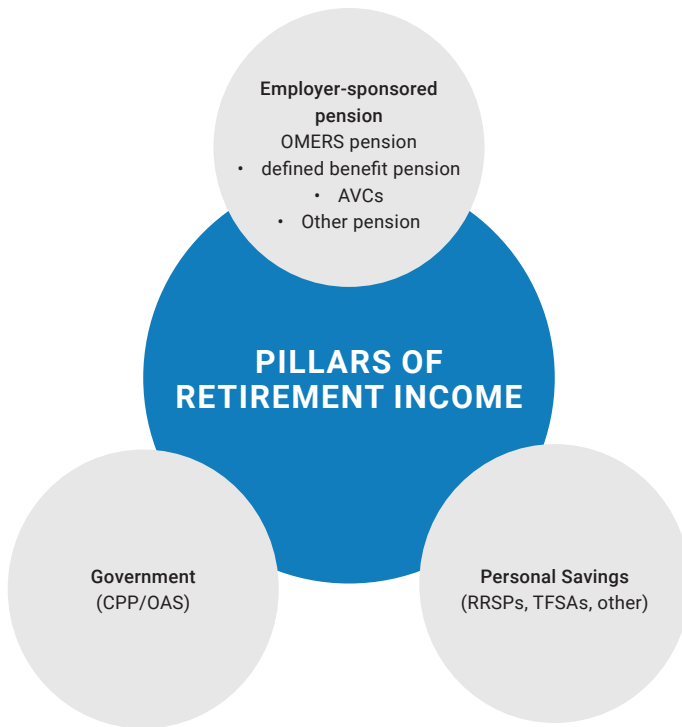 Employer-sponsored
pension
OMERS pension
• defined benefit pension
• AVCs
• Other pension
PILLARS OF
RETIREMENT INCOME
Government
(CPP/OAS)
Personal Savings
(RRSPs, TFSAs, other)